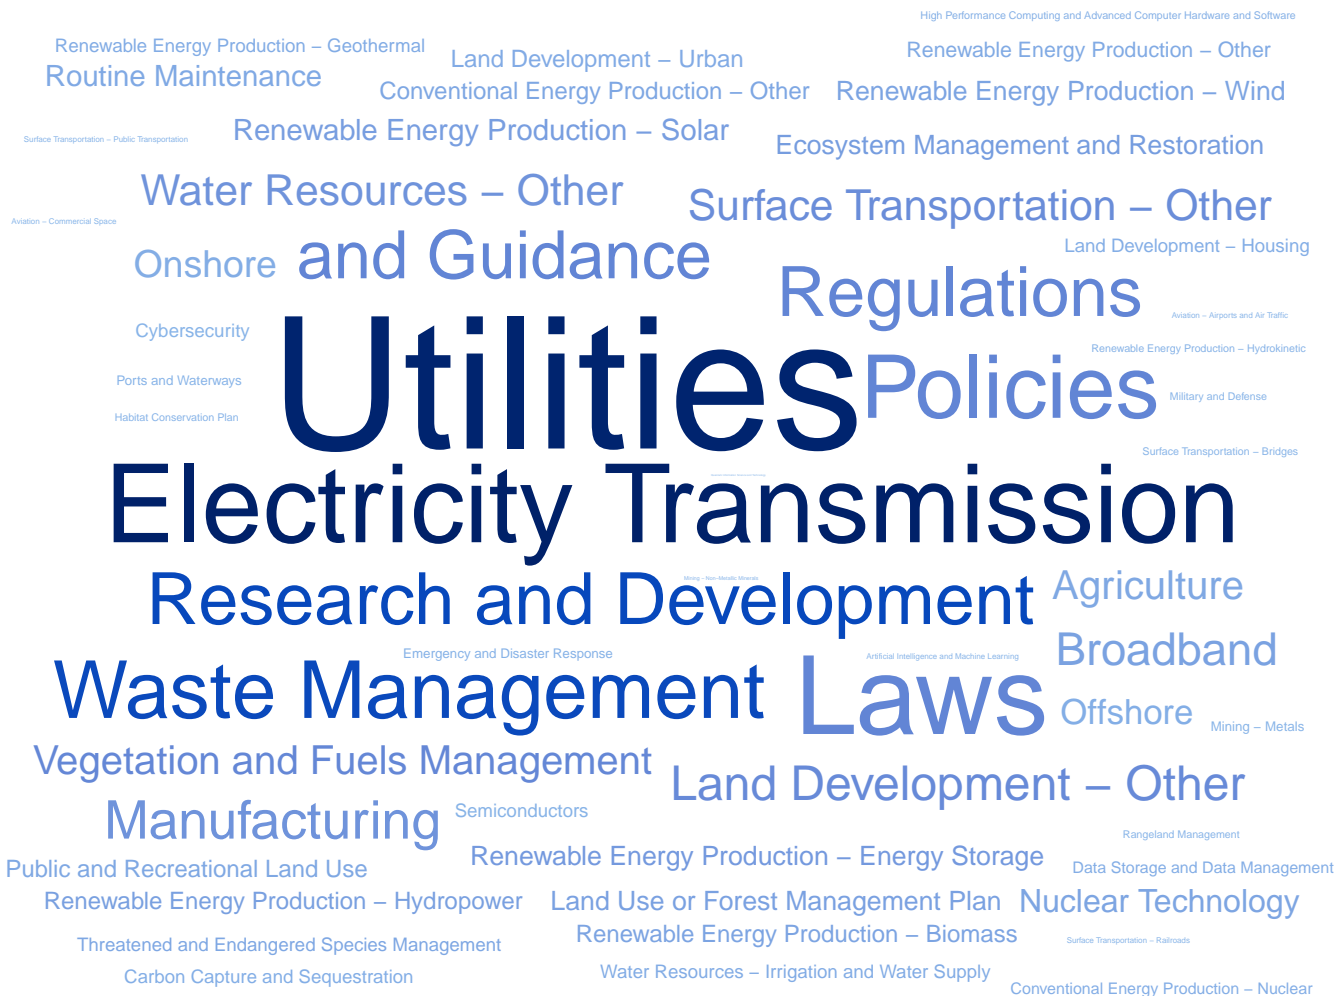 High Performance Computing and Advanced Computer Hardware and Software
Renewable Energy Production – Geothermal
Land Development – Urban
Renewable Energy Production – Other
Routine Maintenance
Conventional Energy Production – Other
Renewable Energy Production – Wind
Surface Transportation – Public Transportation
Renewable Energy Production – Solar
Ecosystem Management and Restoration
Water Resources – Other
Surface Transportation – Other
Aviation – Commercial Space
Onshore
and Guidance
Land Development – Housing
Regulations
Aviation – Airports and Air Traffic
Cybersecurity
Utilities
Renewable Energy Production – Hydrokinetic
Ports and Waterways
Policies
Military and Defense
Habitat Conservation Plan
Surface Transportation – Bridges
Electricity Transmission
Mining – Non–Metallic Minerals
Research and Development
Agriculture
Broadband
Emergency and Disaster Response
Artificial Intelligence and Machine Learning
Waste Management
Laws
Offshore
Mining – Metals
Vegetation and Fuels Management
Land Development – Other
Manufacturing
Semiconductors
Rangeland Management
Renewable Energy Production – Energy Storage
Public and Recreational Land Use
Data Storage and Data Management
Renewable Energy Production – Hydropower
Land Use or Forest Management Plan
Nuclear Technology
Renewable Energy Production – Biomass
Surface Transportation – Railroads
Threatened and Endangered Species Management
Carbon Capture and Sequestration
Water Resources – Irrigation and Water Supply
Conventional Energy Production – Nuclear